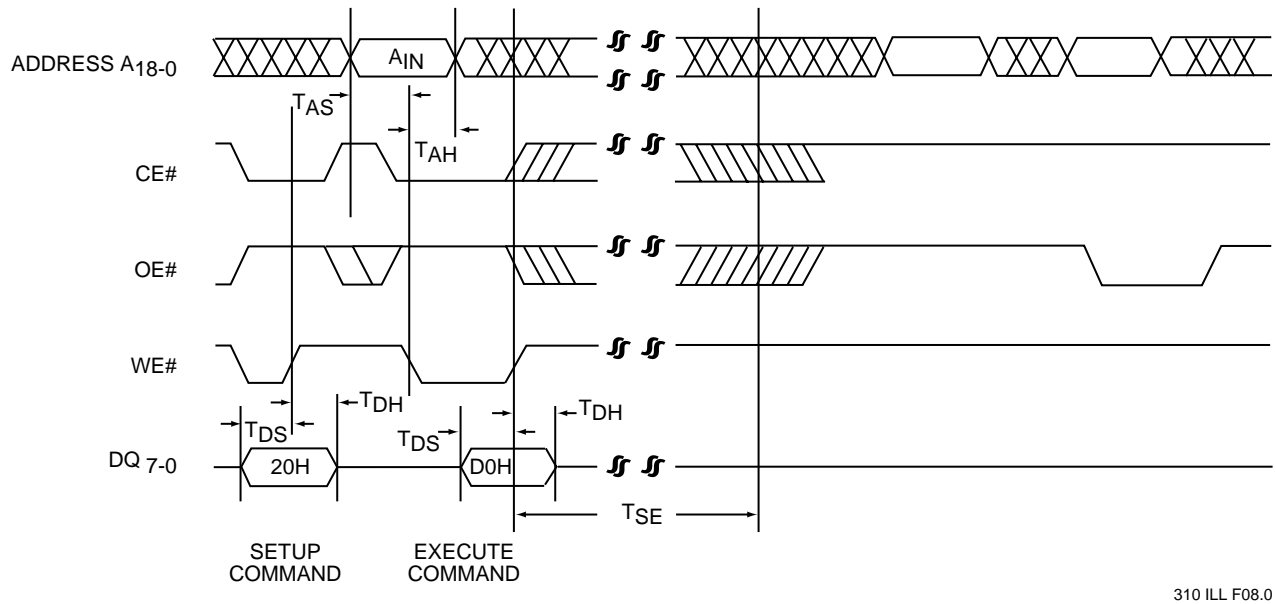 ADDRESS A18-0
AIN
TAS
TAH
CE#
OE#
WE#
TDH
TDH
TDS
TDS
DQ 7-0
20H
D0H
TSE
SETUP
COMMAND
EXECUTE
COMMAND
310 ILL F08.0